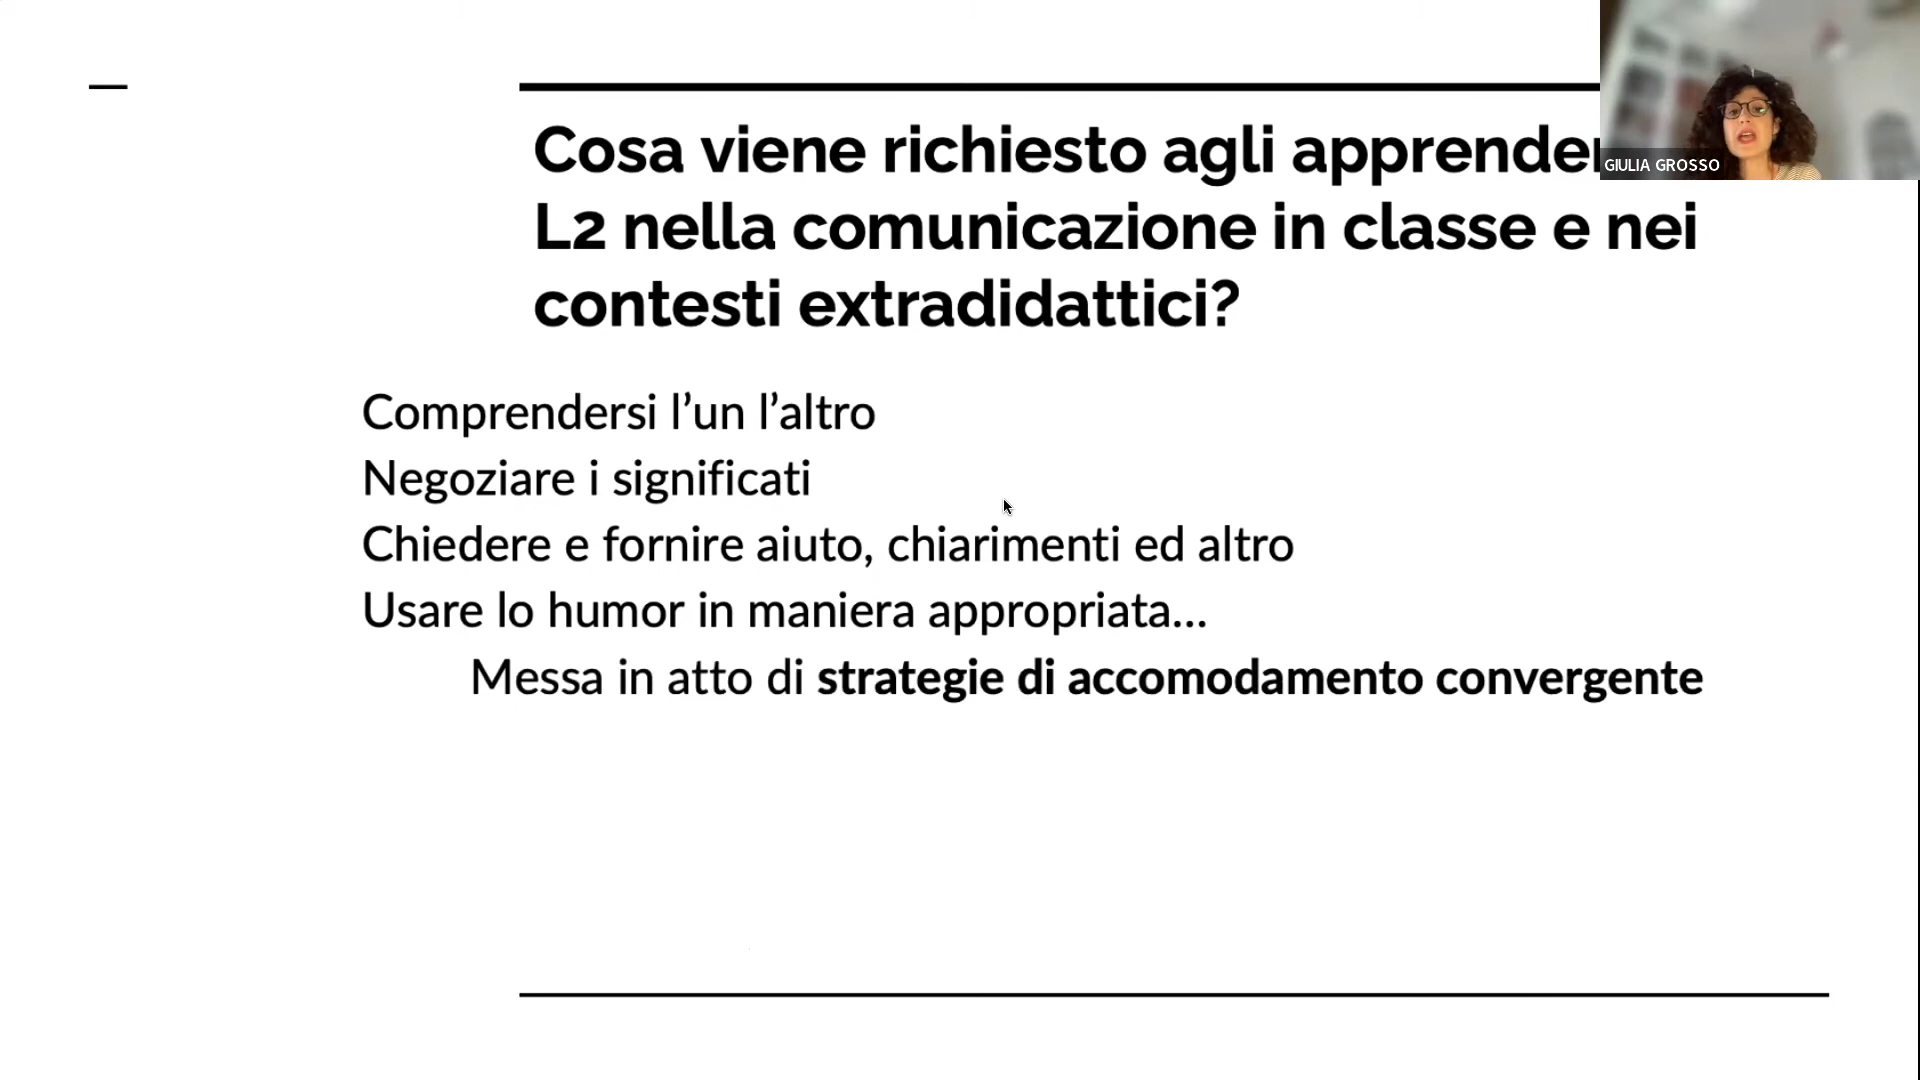 Cosa viene richiesto agli
L2 nella comunicazione in classe e nei
contesti extradidattici?
GIULIA GROSSO
Comprendersi l’un l’altro
Negoziare i significati
Chiedere e fornire aiuto, chiarimenti ed altro
Usare lo humor in maniera appropriata...
Messa in atto di strategie di accomodamento convergente